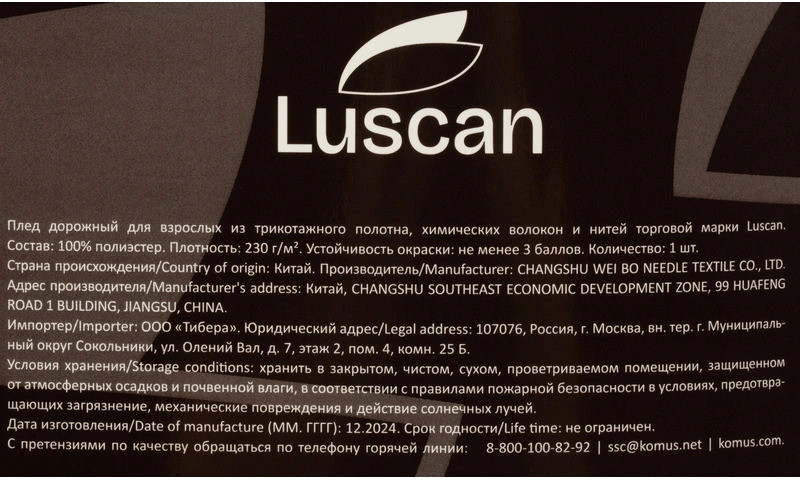 Luscan
Плед дорожный для взрослых из трикотажного полотна, химических волокон и нитей торговой марки Luscan.
Состав: 100% полиэстер. Плотность: 230 г/м². Устойчивость окраски: не менее 3 баллов. Количество: 1 шт.
Страна происхождения/Country of origin: Китай. Производитель/Manufacturer: CHANGSHU WEI BO NEEDLE TEXTILE CO., LTD.
Адрес производителя/Manufacturer's address: Китай, CHANGSHU SOUTHEAST ECONOMIC DEVELOPMENT ZONE, 99 HUAFENG
ROAD 1 BUILDING, JIANGSU, CHINA.
Импортер/Importer: ООО «Тибера». Юридический адрес/Legal address: 107076, Россия, г. Москва, вн. тер. г. Муниципаль-
ный округ Сокольники, ул. Олений Вал, д. 7, этаж 2, пом. 4, комн. 25 Б.
Условия хранения/Storage conditions: хранить в закрытом, чистом, сухом, проветриваемом помещении, защищенном
от атмосферных осадков и почвенной влаги, в соответствии с правилами пожарной безопасности в условиях, предотвра-
щающих загрязнение, механические повреждения и действие солнечных лучей.
Дата изготовления/Date of manufacture (ММ. ГГГГ): 12.2024. Срок годности/Life time: не ограничен.
С претензиями по качеству обращаться по телефону горячей линии: 8-800-100-82-92 | ssc@komus.net | komus.com.